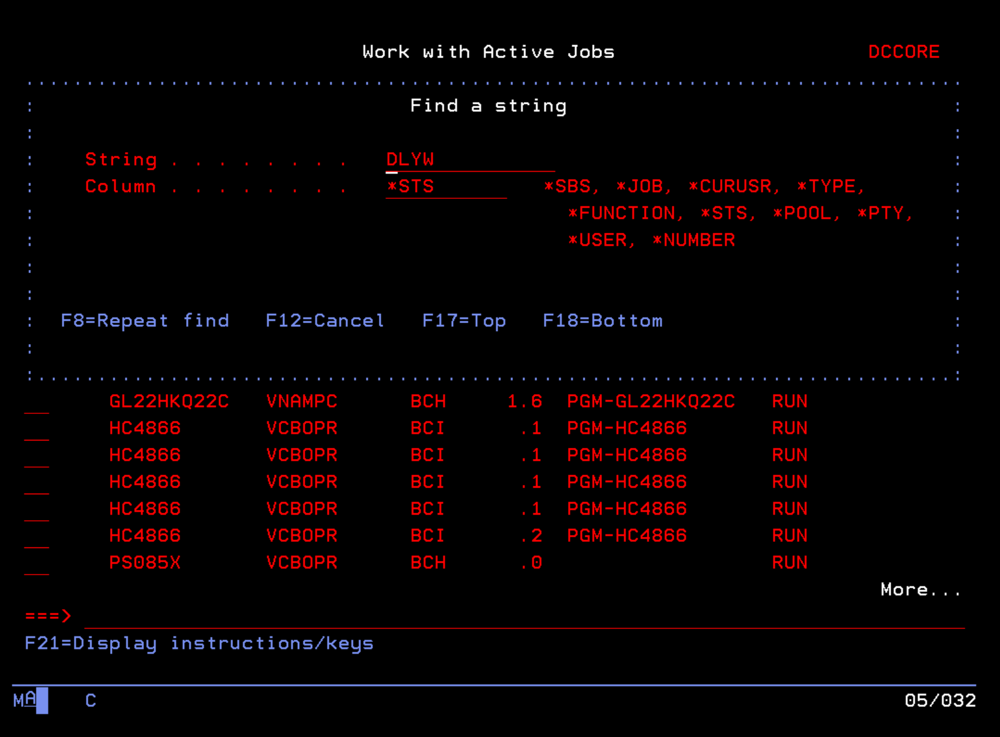 Work with Active Jobs DCCORE
Find a string
String . . . . . . . . DLYW
Column . . . . . . . . *STS *SBS, *JOB, *CURUSR, *TYPE,
*FUNCTION, *STS, *POOL, *PTY,
*USER, *NUMBER
F8=Repeat find F12=Cancel F17=Top F18=Bottom
GL22HKQ22C VNAMPC BCH 1.6 PGM-GL22HKQ22C RUN
HC4866 VCBOPR BCI .1 PGM-HC4866 RUN
HC4866 VCBOPR BCI .1 PGM-HC4866 RUN
HC4866 VCBOPR BCI .1 PGM-HC4866 RUN
HC4866 VCBOPR BCI .1 PGM-HC4866 RUN
HC4866 VCBOPR BCI .2 PGM-HC4866 RUN
PS085X VCBOPR BCH .0 RUN
More...
===>
F21=Display instructions/keys
MA C 05/032